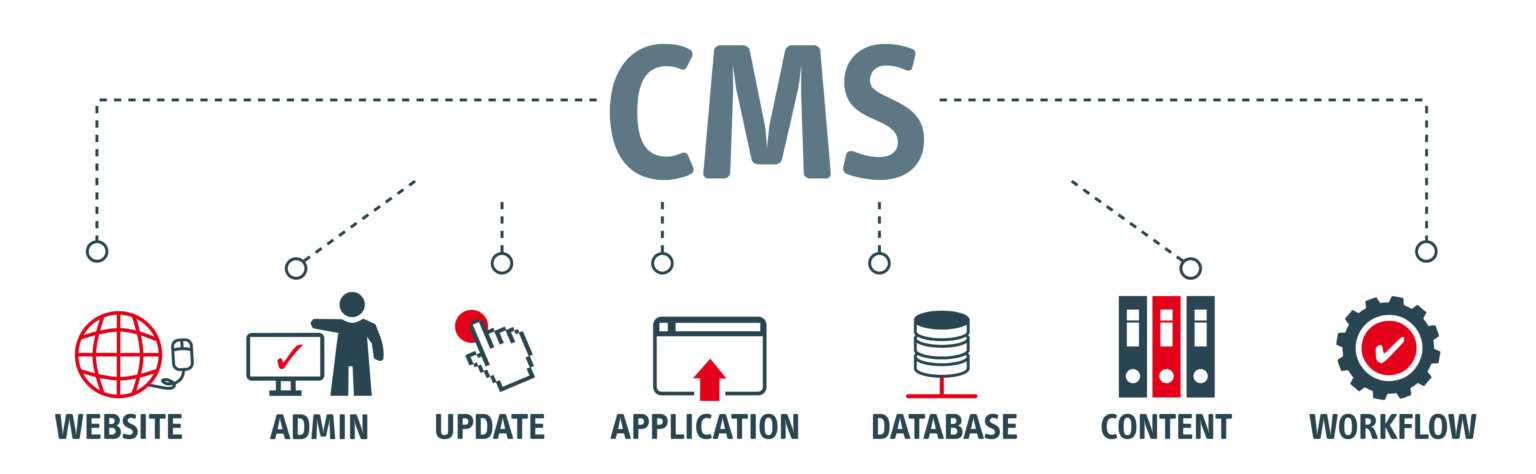 CMS
WEBSITE
ADMIN
UPDATE
APPLICATION
DATABASE
CONTENT
WORKFLOW